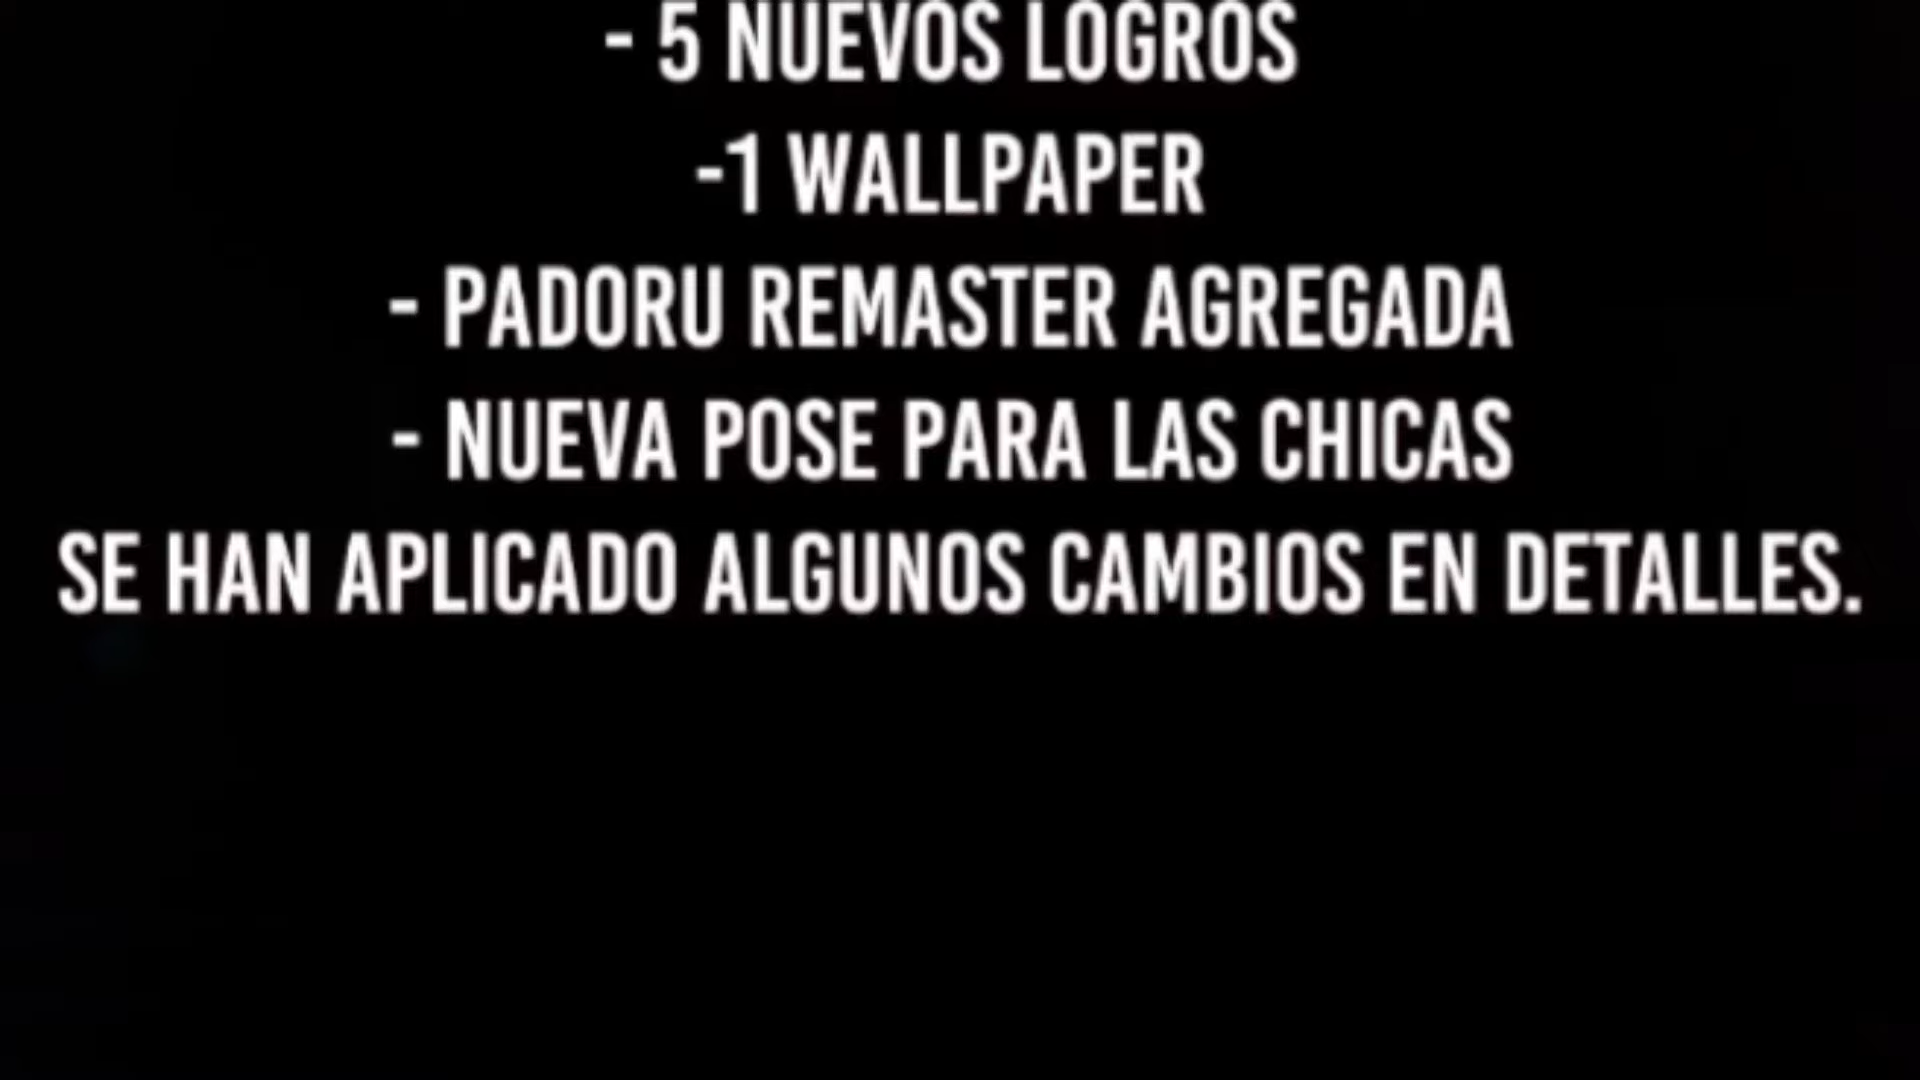 - 5 NUEVOS LOGROS
-1 WALLPAPER
- PADORU REMASTER AGREGADA
- NUEVA POSE PARA LAS CHICAS
SE HAN APLICADO ALGUNOS CAMBIOS EN DETALLES.